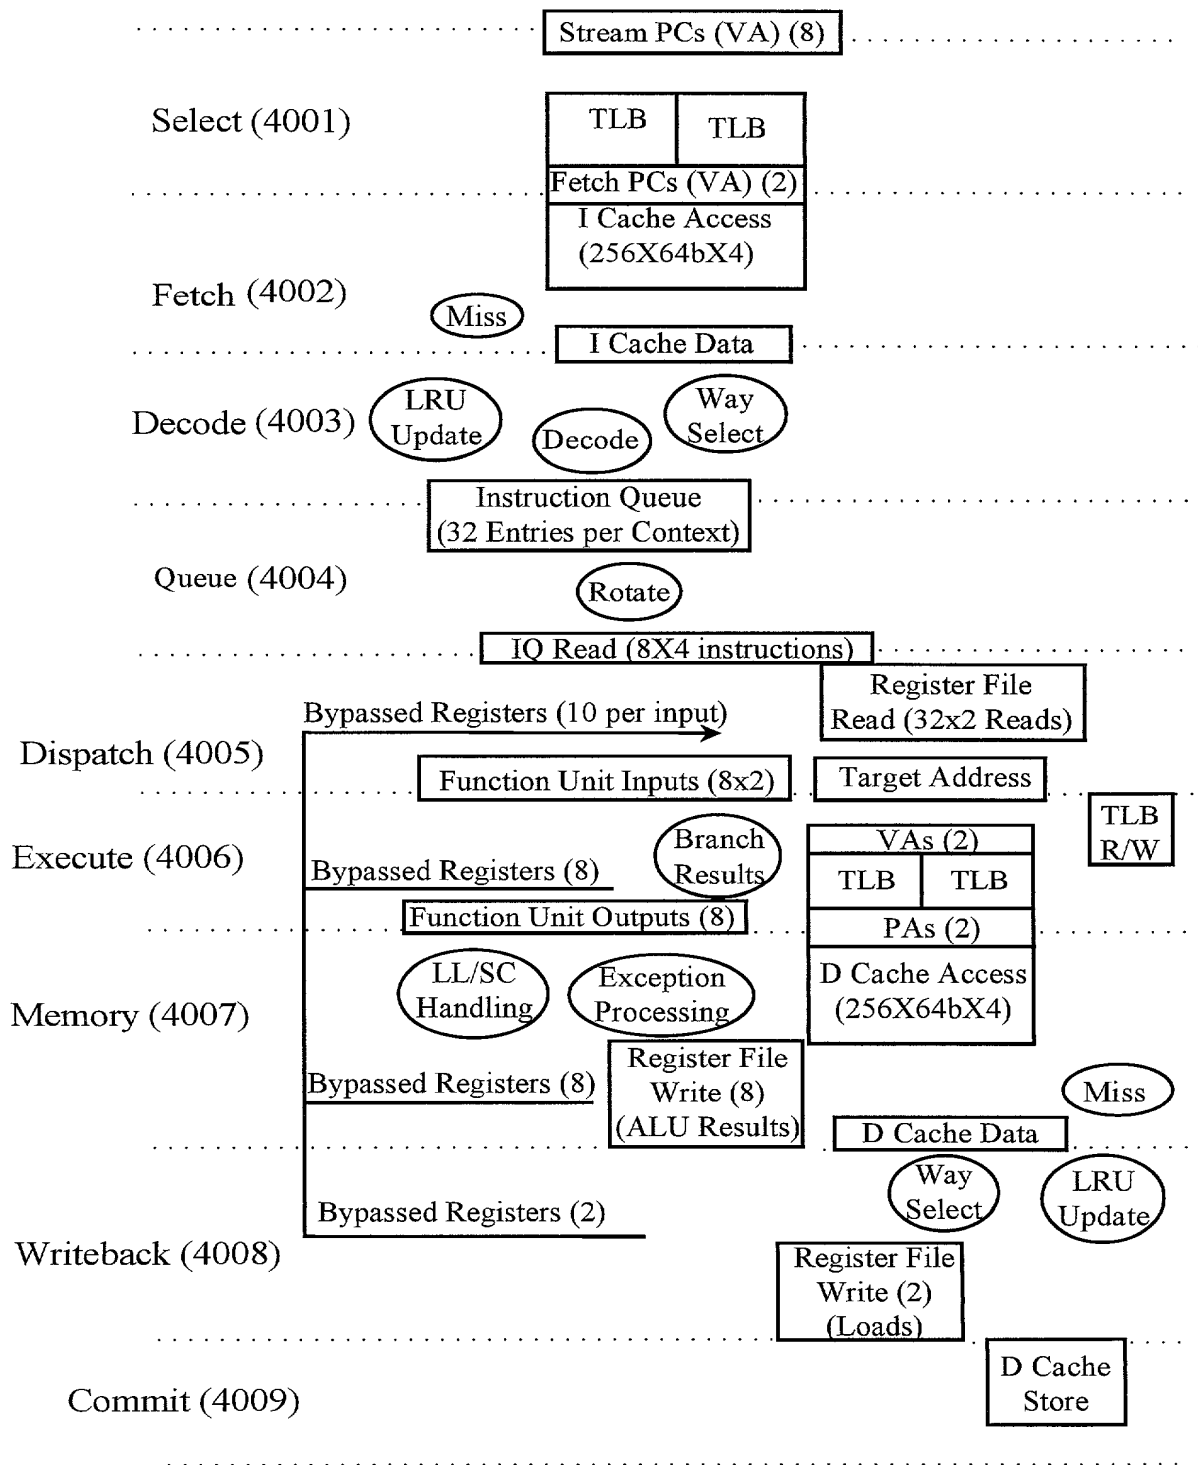 Stream PCs (VA) (8)
Select (4001)
TLB
TLB
Fetch PCs (VA) (2)
I Cache Access
(256X64bX4)
Fetch (4002)
Miss
I Cache Data
Decode (4003)
LRU
Update
Decode
Way
Select
Instruction Queue
(32 Entries per Context)
Queue (4004)
Rotate
IQ Read (8X4 instructions)
Register File
Read (32x2 Reads)
Bypassed Registers (10 per input)
Dispatch (4005)
Function Unit Inputs (8x2)
Target Address
TLB
R/W
Execute (4006)
Branch
Results
VAs (2)
TLB
TLB
Bypassed Registers (8)
Function Unit Outputs (8)
PAs (2)
Memory (4007)
LL/SC
Handling
Exception
Processing
D Cache Access
(256X64bX4)
Bypassed Registers (8)
Register File
Write (8)
(ALU Results)
Miss
D Cache Data
Way
Select
LRU
Update
Bypassed Registers (2)
Writeback (4008)
Register File
Write (2)
(Loads)
Commit (4009)
D Cache
Store